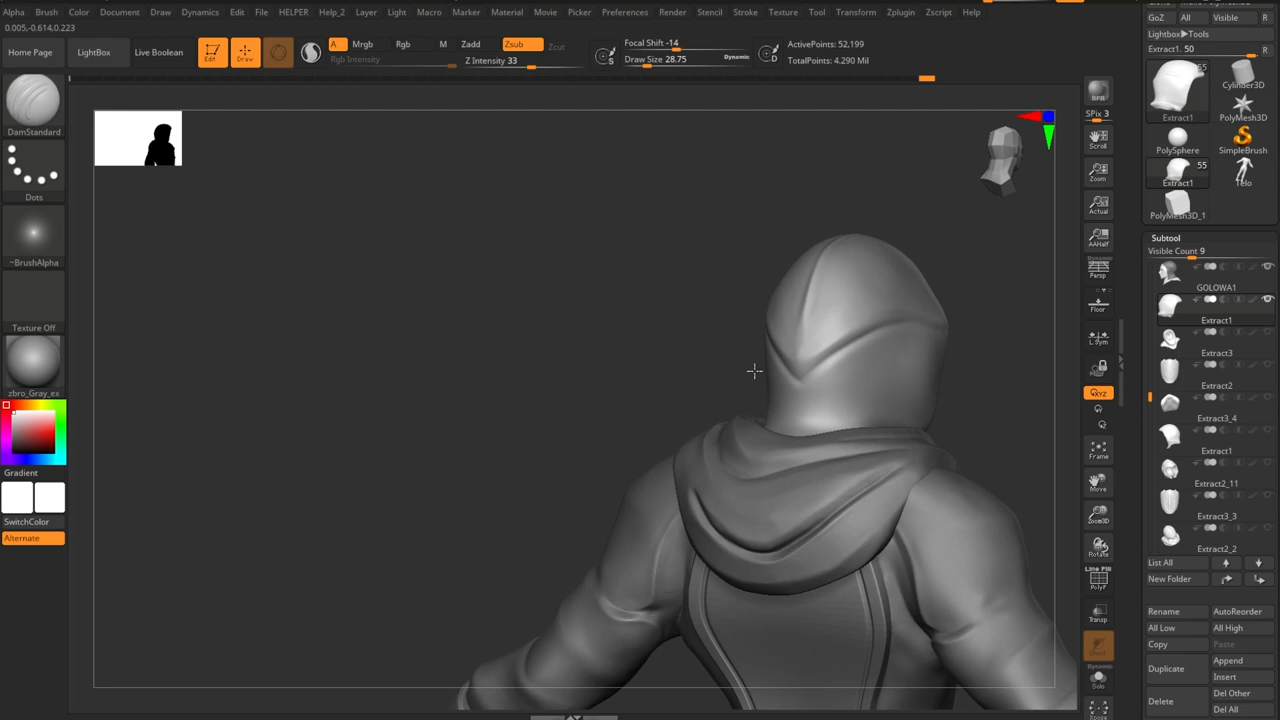 Alpha Brush Color Document Draw Dynamics Edit File HELPER Help_2 Layer Light Macro Marker Material Movie Picker Preferences Render Stencil Stroke Texture Tool Transform Zplugin Zscript Help
0.005,-0.614,0.223
Home Page LightBox Live Boolean Edit Draw A Mrgb Rgb M Zadd Zsub Zcut
Rgb Intensity Z Intensity 33
S Focal Shift -14
Draw Size 28.75 Dynamic
D ActivePoints: 52,199
TotalPoints: 4.290 Mil
DamStandard
Dots
~BrushAlpha
Texture Off
zbro_Gray_ex
Gradient
SwitchColor
Alternate
BPR
SPix 3
Scroll
Zoom
Actual
AAHalf
Dynamic
Persp
Floor
L.Sym
XYZ
Frame
Move
Zoom3D
Rotate
Line Fill
PolyF
Transp
Ghost
Dynamic
Solo
Xpose
GoZ All Visible R
Lightbox▶Tools
Extract1. 50 R
55
Extract1
Cylinder3D
PolyMesh3D
PolySphere
SimpleBrush
55
Extract1
Telo
PolyMesh3D_1
Subtool
Visible Count 9
GOLOWA1
Extract1
Extract3
Extract2
Extract3_4
Extract1
Extract2_11
Extract3_3
Extract2_2
List All
New Folder
Rename AutoReorder
All Low All High
Copy Paste
Duplicate Append
Insert
Delete Del Other
Del All